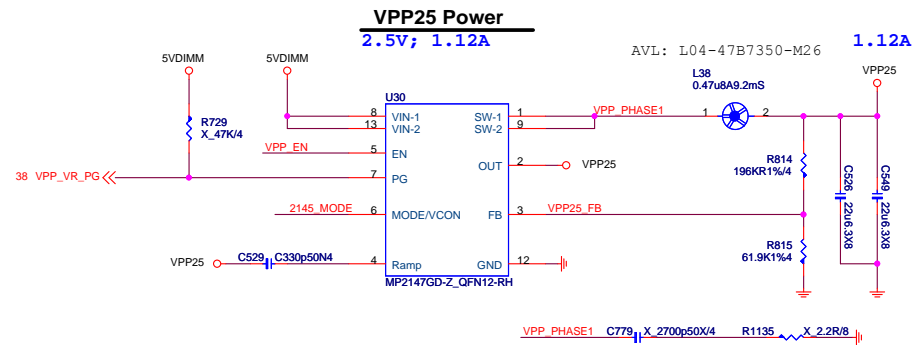 VPP25 Power
2.5V; 1.12A
AVL: L04-47B7350-M26
1.12A
5VDIMM
5VDIMM
L38
0.47u8A9.2mS
VPP25
U30
R729
X_47K/4
8 VIN-1
13 VIN-2
SW-1 1
SW-2 9
VPP_PHASE1
1
2
VPP_EN
5 EN
OUT 2
VPP25
38 VPP_VR_PG
7 PG
R814
196KR1%/4
C526
22u6.3X8
C549
22u6.3X8
2145_MODE
6 MODE/VCON
FB 3
VPP25_FB
R815
61.9K1%4
VPP25
C529
C330p50N4
4 Ramp
GND 12
MP2147GD-Z_QFN12-RH
VPP_PHASE1
C779
X_2700p50X/4
R1135
X_2.2R/8